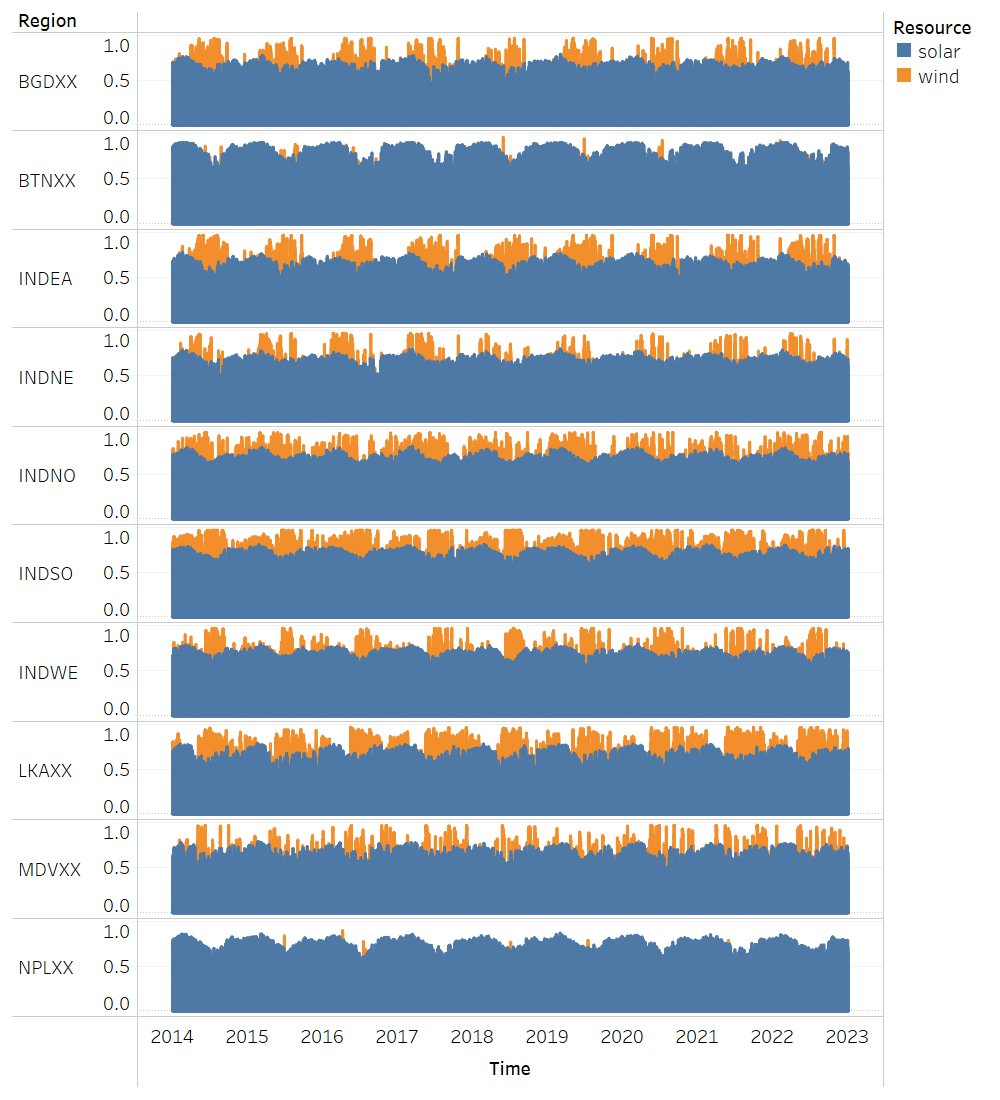 Region
Resource
solar
wind
BGDXX
1.0
0.5
0.0
BTNXX
1.0
0.5
0.0
INDEA
1.0
0.5
0.0
INDNE
1.0
0.5
0.0
INDNO
1.0
0.5
0.0
INDSO
1.0
0.5
0.0
INDWE
1.0
0.5
0.0
LKAXX
1.0
0.5
0.0
MDVXX
1.0
0.5
0.0
NPLXX
1.0
0.5
0.0
2014 2015 2016 2017 2018 2019 2020 2021 2022 2023
Time